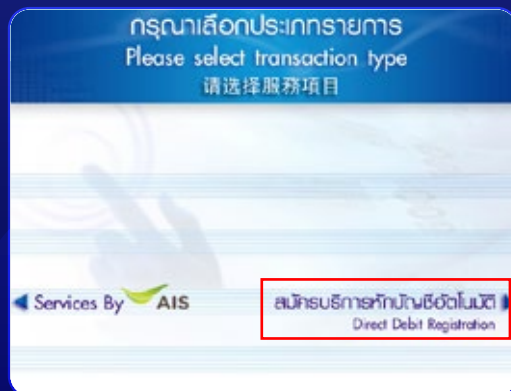 กรุณาเลือกประเภทรายการ
Please select transaction type
请选择服務項目
Services By AIS
สมัครบริการหักบัญชีอัตโนมัติ
Direct Debit Registration